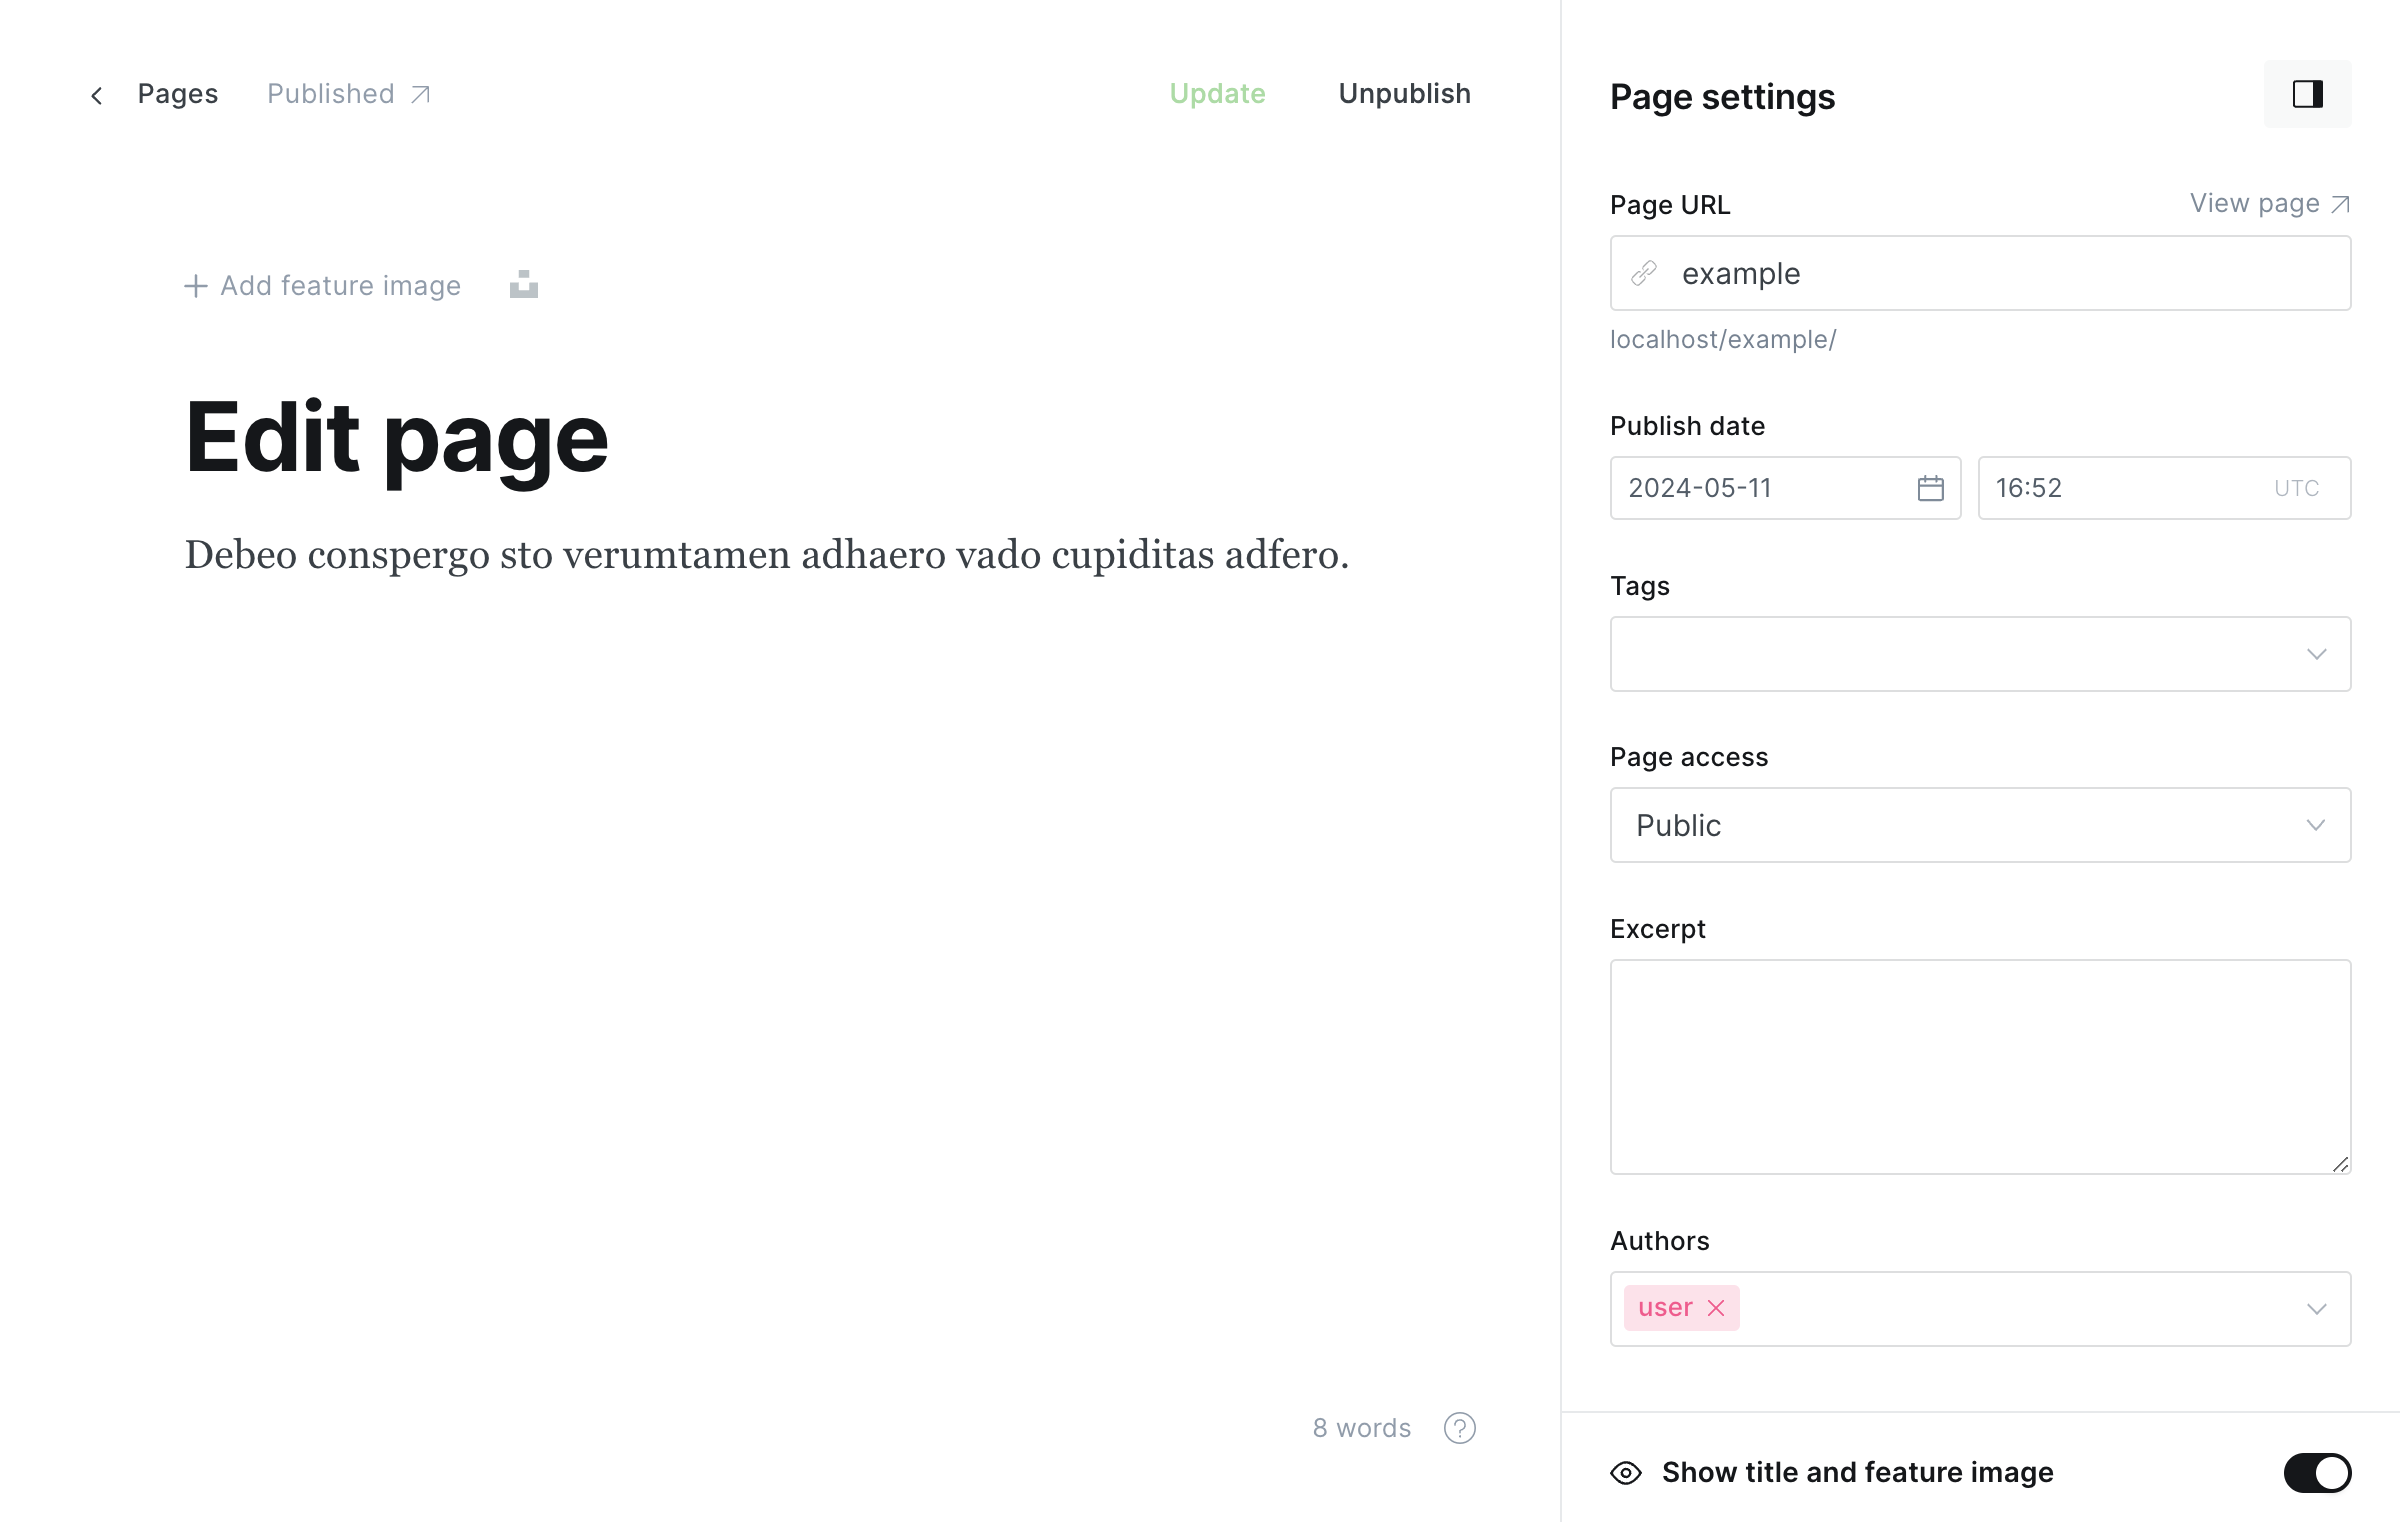 Pages Published
Update Unpublish
Add feature image
Edit page
Debeo conspergo sto verumtamen adhaero vado cupiditas adfero.
8 words ?
Page settings
Page URL View page
example
localhost/example/
Publish date
2024-05-11 16:52 UTC
Tags
Page access
Public
Excerpt
Authors
user
Show title and feature image